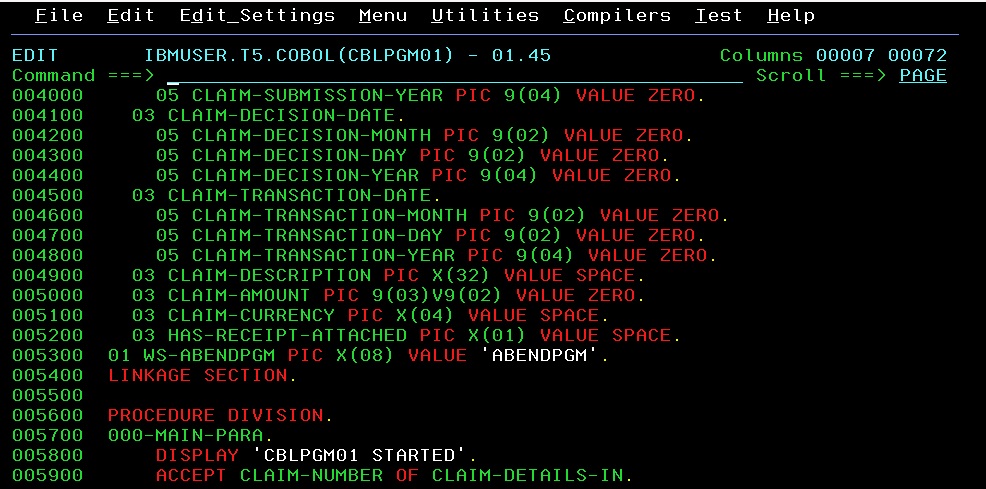 File Edit Edit_Settings Menu Utilities Compilers Test Help
EDIT IBMUSER.T5.COBOL(CBLPGM01) - 01.45 Columns 00007 00072
Command ===> Scroll ===> PAGE
004000 05 CLAIM-SUBMISSION-YEAR PIC 9(04) VALUE ZERO.
004100 03 CLAIM-DECISION-DATE.
004200 05 CLAIM-DECISION-MONTH PIC 9(02) VALUE ZERO.
004300 05 CLAIM-DECISION-DAY PIC 9(02) VALUE ZERO.
004400 05 CLAIM-DECISION-YEAR PIC 9(04) VALUE ZERO.
004500 03 CLAIM-TRANSACTION-DATE.
004600 05 CLAIM-TRANSACTION-MONTH PIC 9(02) VALUE ZERO.
004700 05 CLAIM-TRANSACTION-DAY PIC 9(02) VALUE ZERO.
004800 05 CLAIM-TRANSACTION-YEAR PIC 9(04) VALUE ZERO.
004900 03 CLAIM-DESCRIPTION PIC X(32) VALUE SPACE.
005000 03 CLAIM-AMOUNT PIC 9(03)V9(02) VALUE ZERO.
005100 03 CLAIM-CURRENCY PIC X(04) VALUE SPACE.
005200 03 HAS-RECEIPT-ATTACHED PIC X(01) VALUE SPACE.
005300 01 WS-ABENDPGM PIC X(08) VALUE 'ABENDPGM'.
005400 LINKAGE SECTION.
005500
005600 PROCEDURE DIVISION.
005700 000-MAIN-PARA.
005800 DISPLAY 'CBLPGM01 STARTED'.
005900 ACCEPT CLAIM-NUMBER OF CLAIM-DETAILS-IN.